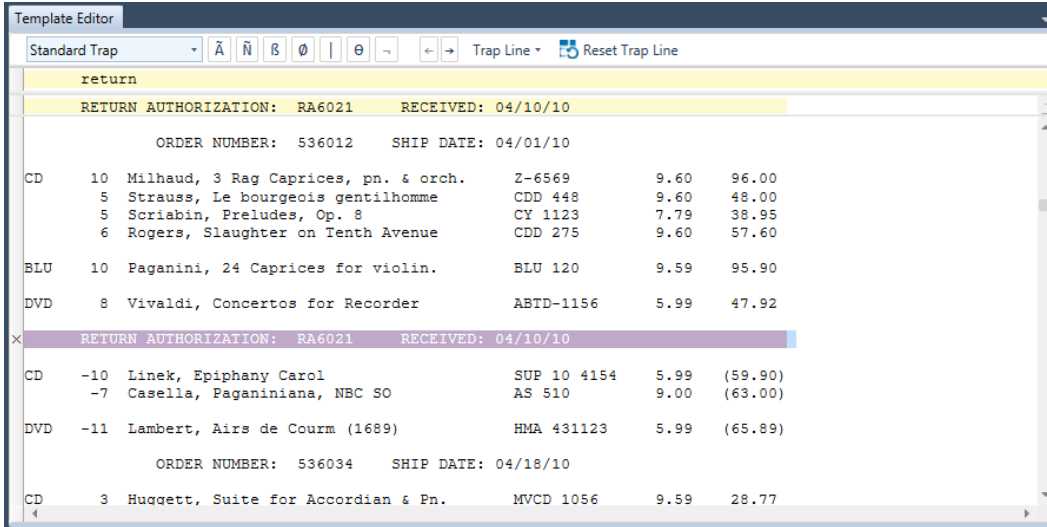 Template Editor
Standard Trap Ã Ñ ß Ø | Ө ¬ ← → Trap Line Reset Trap Line
return
RETURN AUTHORIZATION: RA6021 RECEIVED: 04/10/10
ORDER NUMBER: 536012 SHIP DATE: 04/01/10
CD 10 Milhaud, 3 Rag Caprices, pn. & orch. Z-6569 9.60 96.00
5 Strauss, Le bourgeois gentilhomme CDD 448 9.60 48.00
5 Scriabin, Preludes, Op. 8 CY 1123 7.79 38.95
6 Rogers, Slaughter on Tenth Avenue CDD 275 9.60 57.60
BLU 10 Paganini, 24 Caprices for violin. BLU 120 9.59 95.90
DVD 8 Vivaldi, Concertos for Recorder ABTD-1156 5.99 47.92
RETURN AUTHORIZATION: RA6021 RECEIVED: 04/10/10
CD -10 Linek, Epiphany Carol SUP 10 4154 5.99 (59.90)
-7 Casella, Paganiniana, NBC SO AS 510 9.00 (63.00)
DVD -11 Lambert, Airs de Courm (1689) HMA 431123 5.99 (65.89)
ORDER NUMBER: 536034 SHIP DATE: 04/18/10
CD 3 Huggett, Suite for Accordian & Pn. MVCD 1056 9.59 28.77